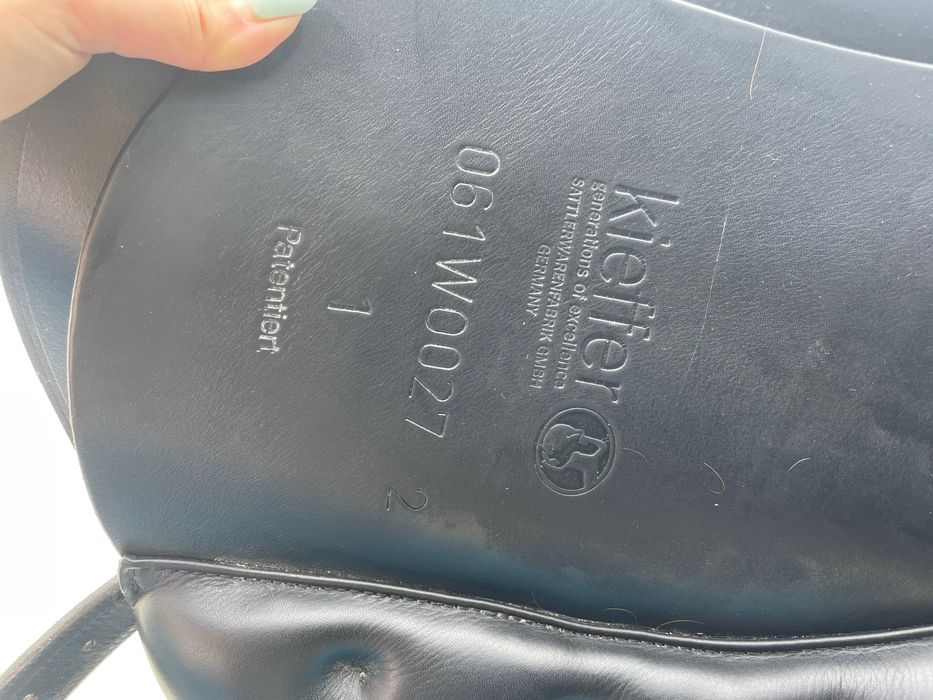 kieffer
generations of excellence
SATTLERWARENFABRIK GMBH
GERMANY
061W0027 2
1
Patentiert